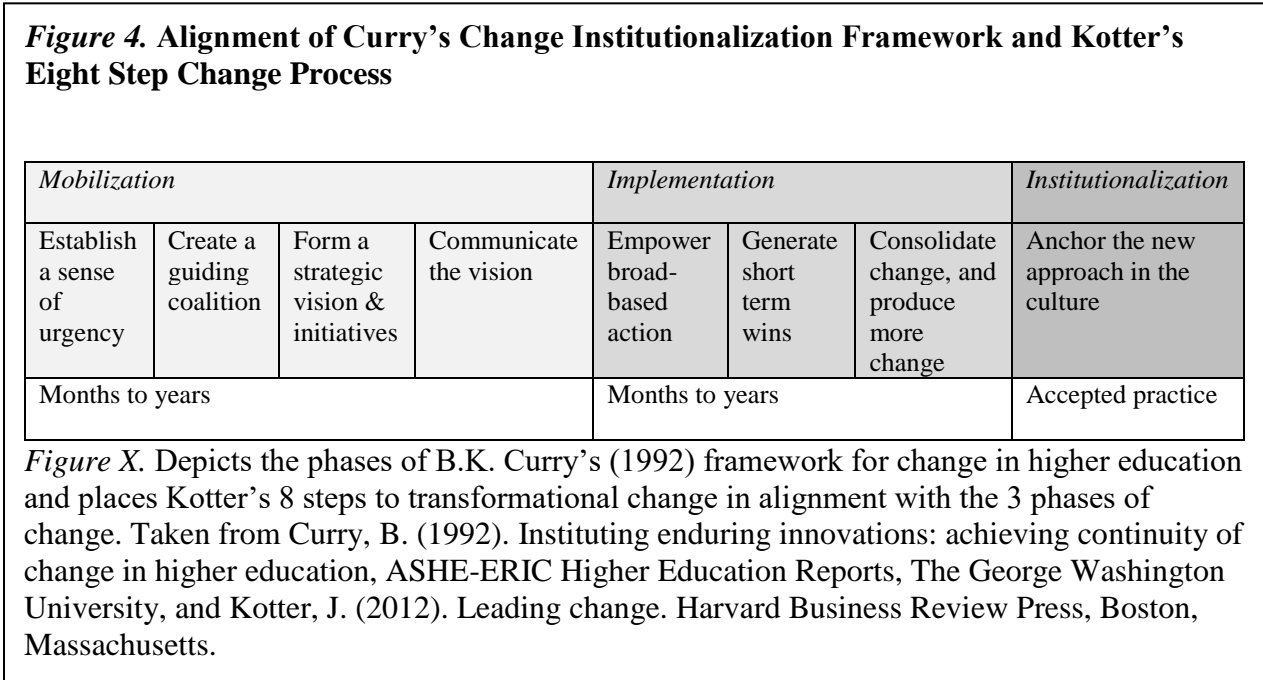 Figure 4. Alignment of Curry's Change Institutionalization Framework and Kotter's
Eight Step Change Process
Mobilization
Implementation
Institutionalization
Establish
a sense
of
urgency
Create a
guiding
coalition
Form a
strategic
vision &
initiatives
Communicate
the vision
Empower
broad-
based
action
Generate
short
term
wins
Consolidate
change, and
produce
more
change
Anchor the new
approach in the
culture
Months to years
Months to years
Accepted practice
Figure X. Depicts the phases of B.K. Curry's (1992) framework for change in higher education
and places Kotter's 8 steps to transformational change in alignment with the 3 phases of
change. Taken from Curry, B. (1992). Instituting enduring innovations: achieving continuity of
change in higher education, ASHE-ERIC Higher Education Reports, The George Washington
University, and Kotter, J. (2012). Leading change. Harvard Business Review Press, Boston,
Massachusetts.